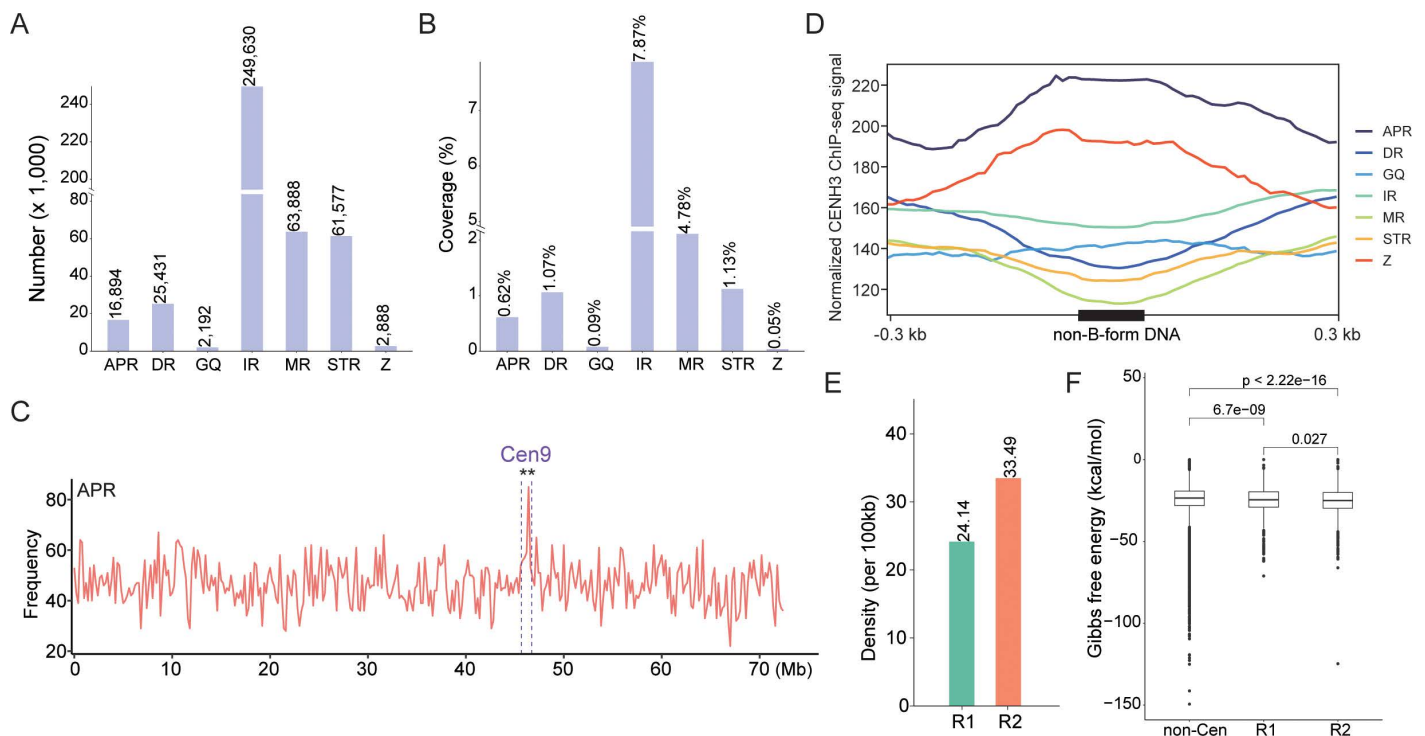 A
Number (x 1,000)
240
220
200
80
60
40
20
0
16,894
25,431
2,192
249,630
63,888
61,577
2,888
APR DR GQ IR MR STR Z
B
Coverage (%)
7
6
5
2
1
0
0.62%
1.07%
0.09%
7.87%
4.78%
1.13%
0.05%
APR DR GQ IR MR STR Z
C
Cen9
**
APR
Frequency
80
60
40
20
0 10 20 30 40 50 60 70 (Mb)
D
Normalized CENH3 ChIP-seq signal
220
200
180
160
140
120
-0.3 kb non-B-form DNA 0.3 kb
APR
DR
GQ
IR
MR
STR
Z
E
Density (per 100kb)
40
30
20
10
0
24.14
33.49
R1 R2
F
Gibbs free energy (kcal/mol)
50
0
−50
−100
−150
p < 2.22e−16
6.7e−09
0.027
non-Cen R1 R2